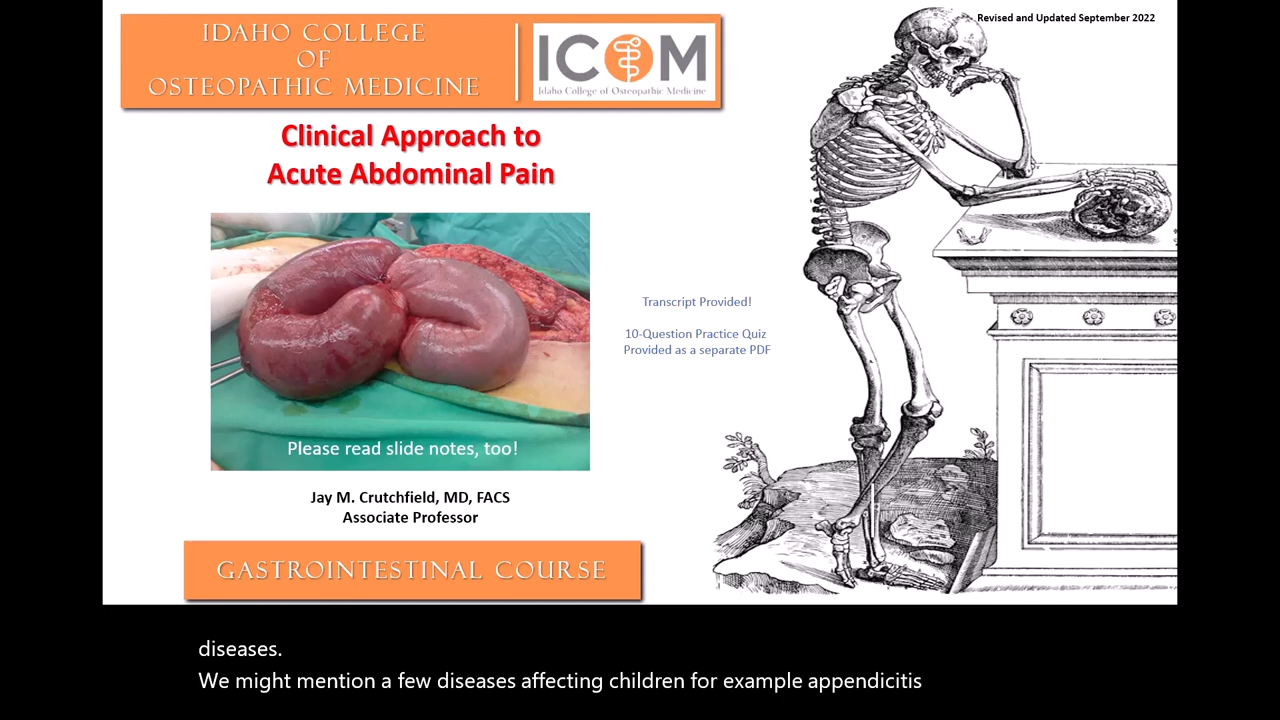 Revised and Updated September 2022
IDAHO COLLEGE
OF
OSTEOPATHIC MEDICINE
ICOM
Idaho College of Osteopathic Medicine
Clinical Approach to
Acute Abdominal Pain
Transcript Provided!
10-Question Practice Quiz
Provided as a separate PDF
Please read slide notes, too!
Jay M. Crutchfield, MD, FACS
Associate Professor
GASTROINTESTINAL COURSE
diseases.
We might mention a few diseases affecting children for example appendicitis